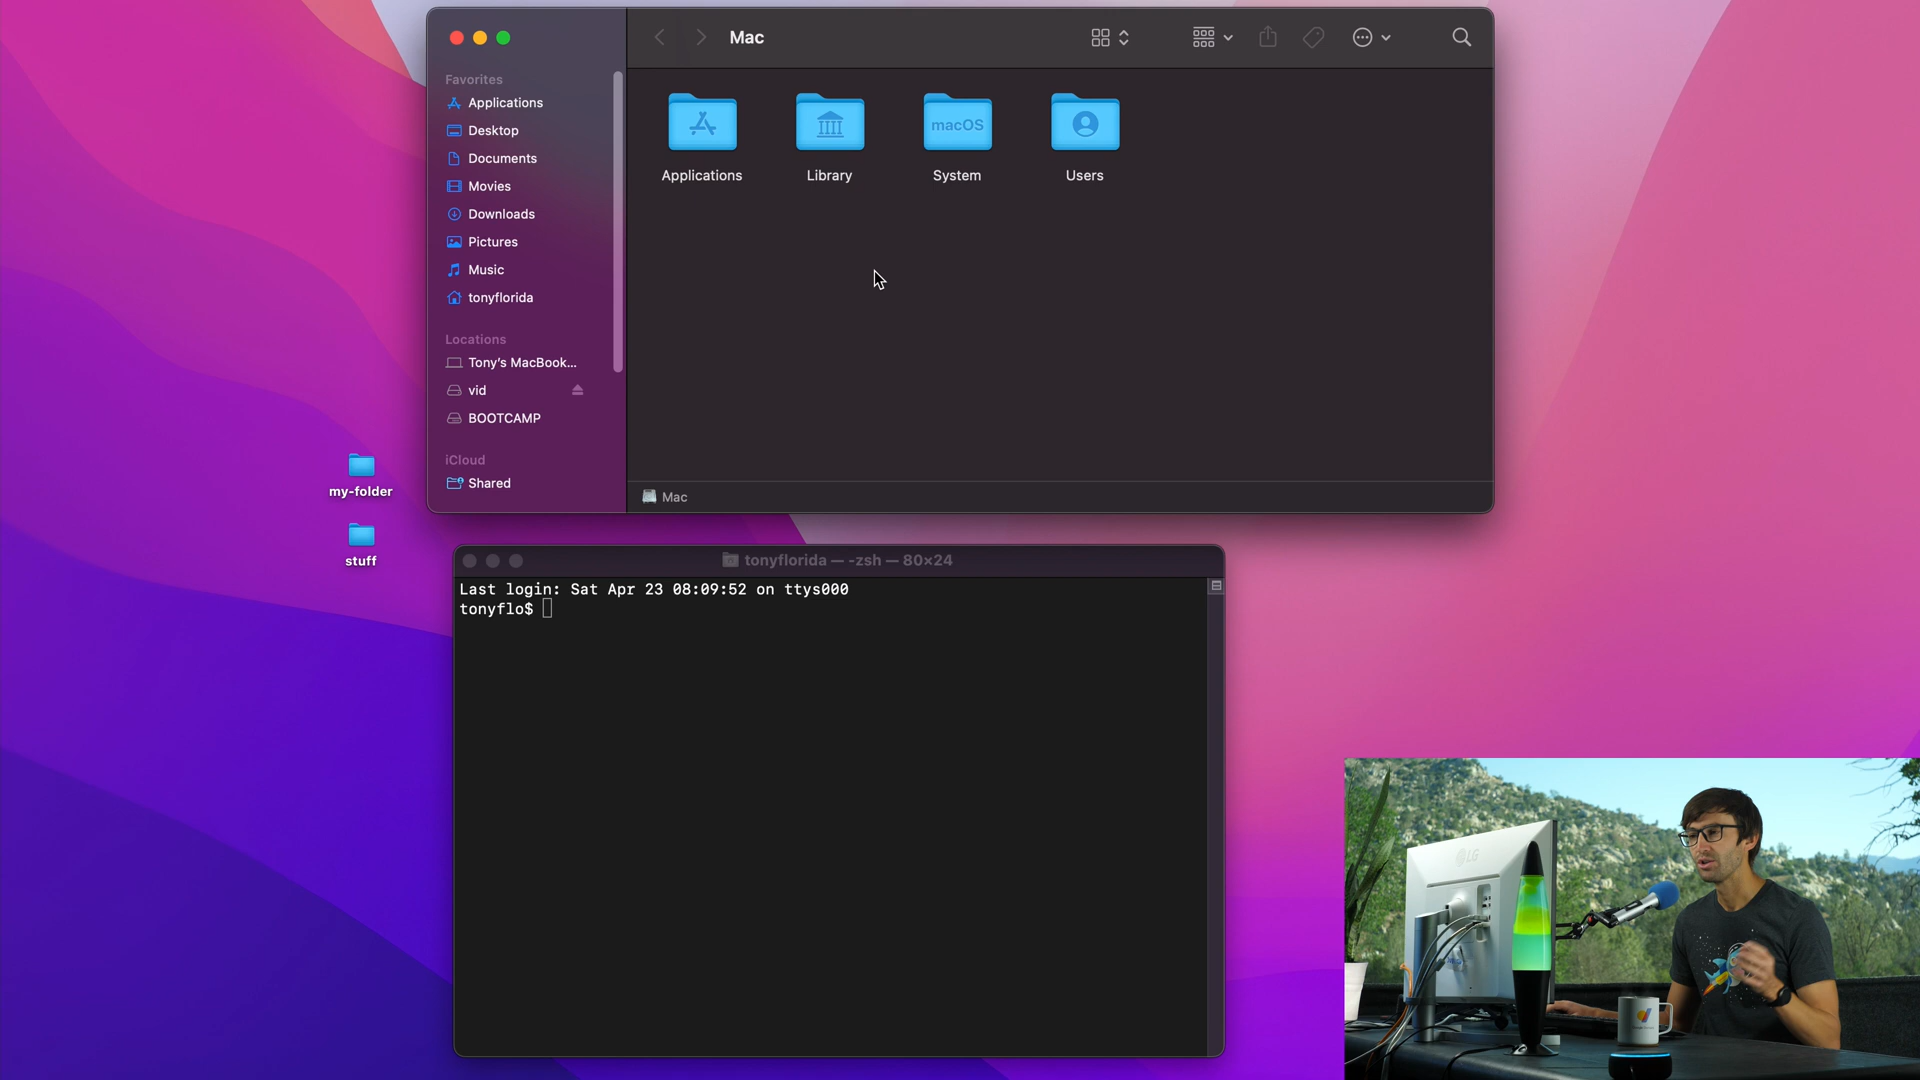 Mac
Favorites
Applications
Desktop
Documents
Movies
Downloads
Pictures
Music
tonyflorida
Locations
Tony's MacBook...
vid
BOOTCAMP
iCloud
Shared
macOS
Applications
Library
System
Users
Mac
my-folder
stuff
tonyflorida — -zsh — 80×24
Last login: Sat Apr 23 08:09:52 on ttys000
tonyflo$
LG